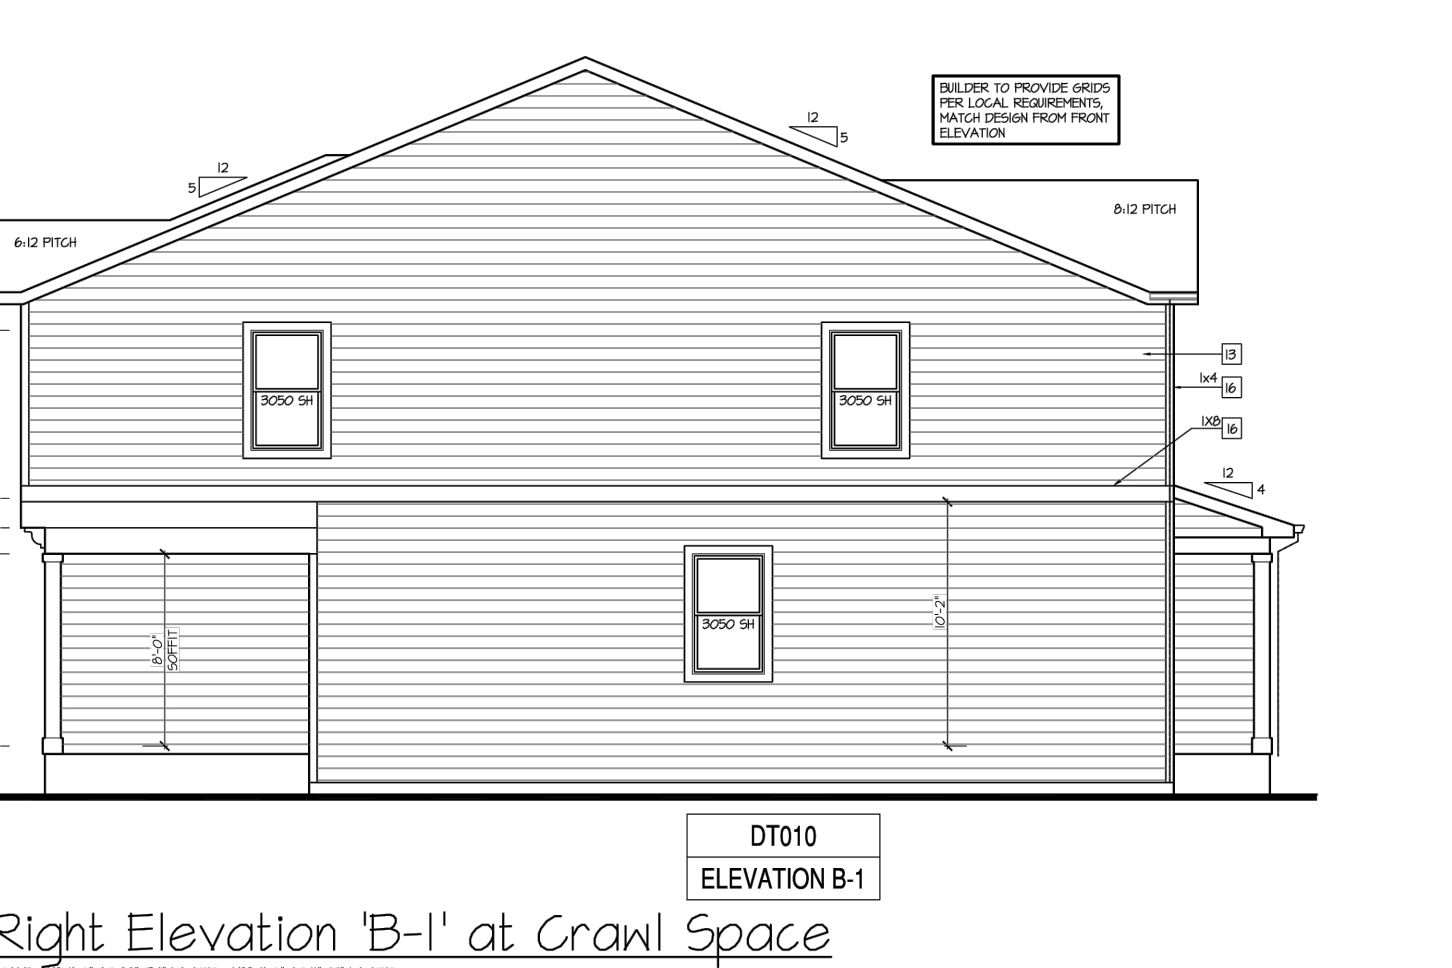 BUILDER TO PROVIDE GRIDS
PER LOCAL REQUIREMENTS,
MATCH DESIGN FROM FRONT
ELEVATION
12
5
12
5
8:12 PITCH
6:12 PITCH
13
1x4 16
1X8 16
3050 SH
3050 SH
12
4
3050 SH
10'-2"
8'-0"
SOFFIT
DT010
ELEVATION B-1
Right Elevation 'B-1' at Crawl Space